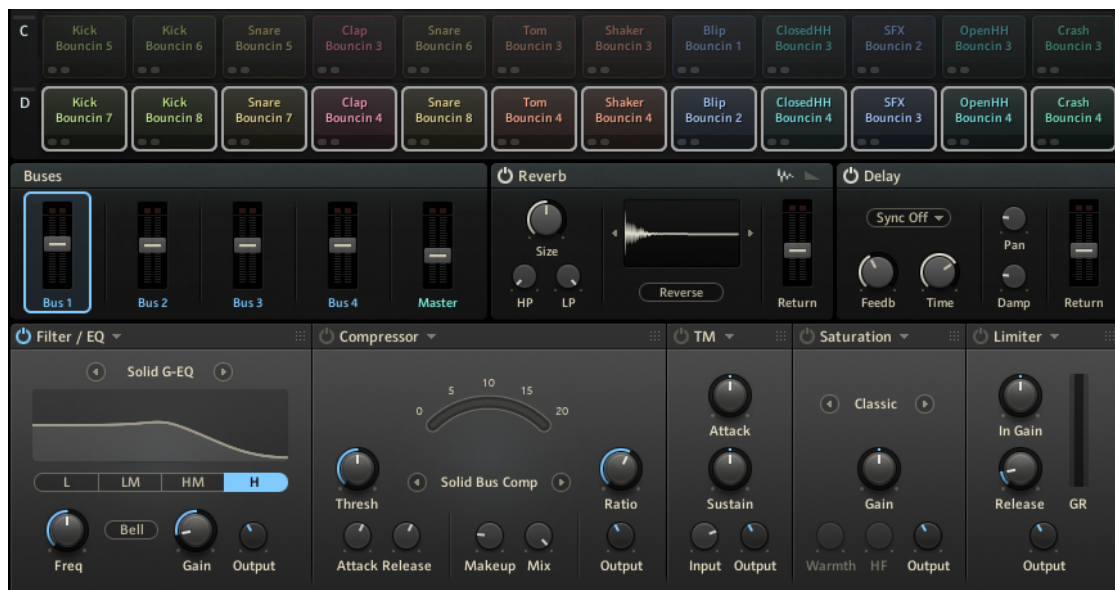 C
Kick Bouncin 5
Kick Bouncin 6
Snare Bouncin 5
Clap Bouncin 3
Snare Bouncin 6
Tom Bouncin 3
Shaker Bouncin 3
Blip Bouncin 1
ClosedHH Bouncin 3
SFX Bouncin 2
OpenHH Bouncin 3
Crash Bouncin 3
D
Kick Bouncin 7
Kick Bouncin 8
Snare Bouncin 7
Clap Bouncin 4
Snare Bouncin 8
Tom Bouncin 4
Shaker Bouncin 4
Blip Bouncin 2
ClosedHH Bouncin 4
SFX Bouncin 3
OpenHH Bouncin 4
Crash Bouncin 4
Buses
Bus 1
Bus 2
Bus 3
Bus 4
Master
Reverb
Size
HP
LP
Reverse
Return
Delay
Sync Off
Pan
Feedb
Time
Damp
Return
Filter / EQ
Solid G-EQ
L
LM
HM
H
Bell
Freq
Gain
Output
Compressor
0
5
10
15
20
Thresh
Solid Bus Comp
Ratio
Attack
Release
Makeup
Mix
Output
TM
Attack
Sustain
Input
Output
Saturation
Classic
Gain
Warmth
HF
Output
Limiter
In Gain
Release
GR
Output